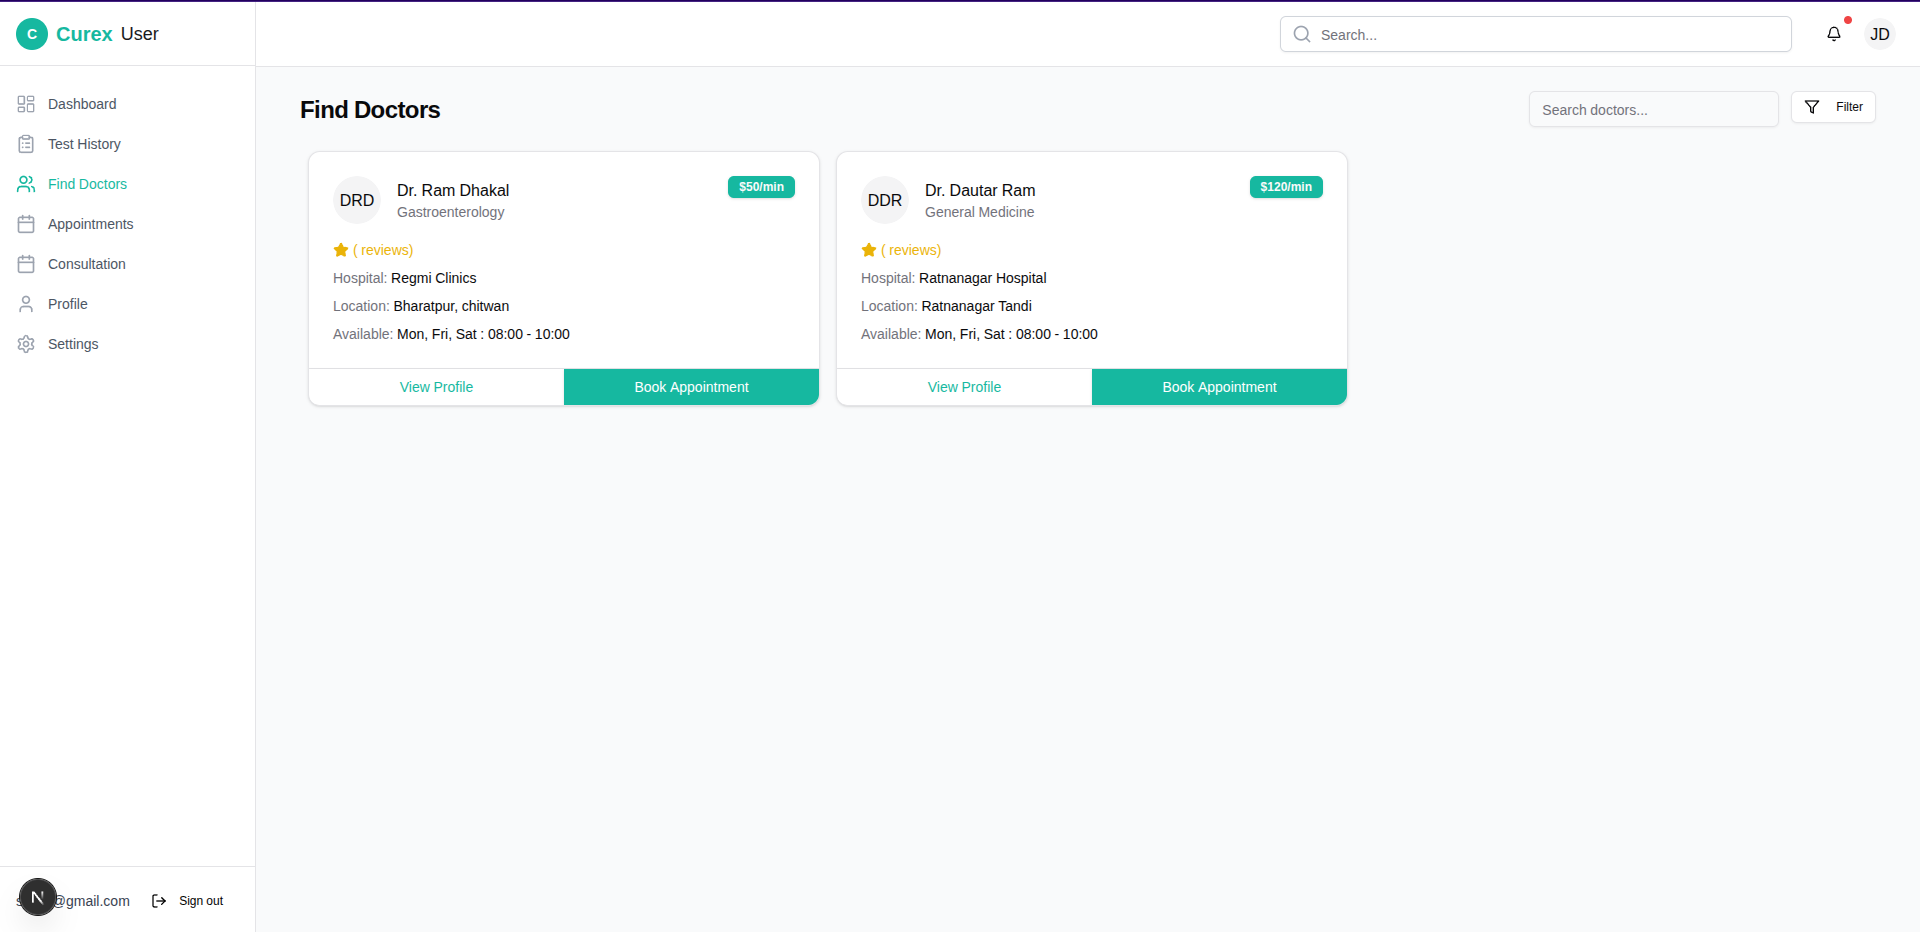 C Curex User
Search...
JD
Dashboard
Test History
Find Doctors
Appointments
Consultation
Profile
Settings
@gmail.com
Sign out
Find Doctors
Search doctors...
Filter
DRD
Dr. Ram Dhakal
Gastroenterology
$50/min
( reviews)
Hospital: Regmi Clinics
Location: Bharatpur, chitwan
Available: Mon, Fri, Sat : 08:00 - 10:00
View Profile
Book Appointment
DDR
Dr. Dautar Ram
General Medicine
$120/min
( reviews)
Hospital: Ratnanagar Hospital
Location: Ratnanagar Tandi
Available: Mon, Fri, Sat : 08:00 - 10:00
View Profile
Book Appointment
N